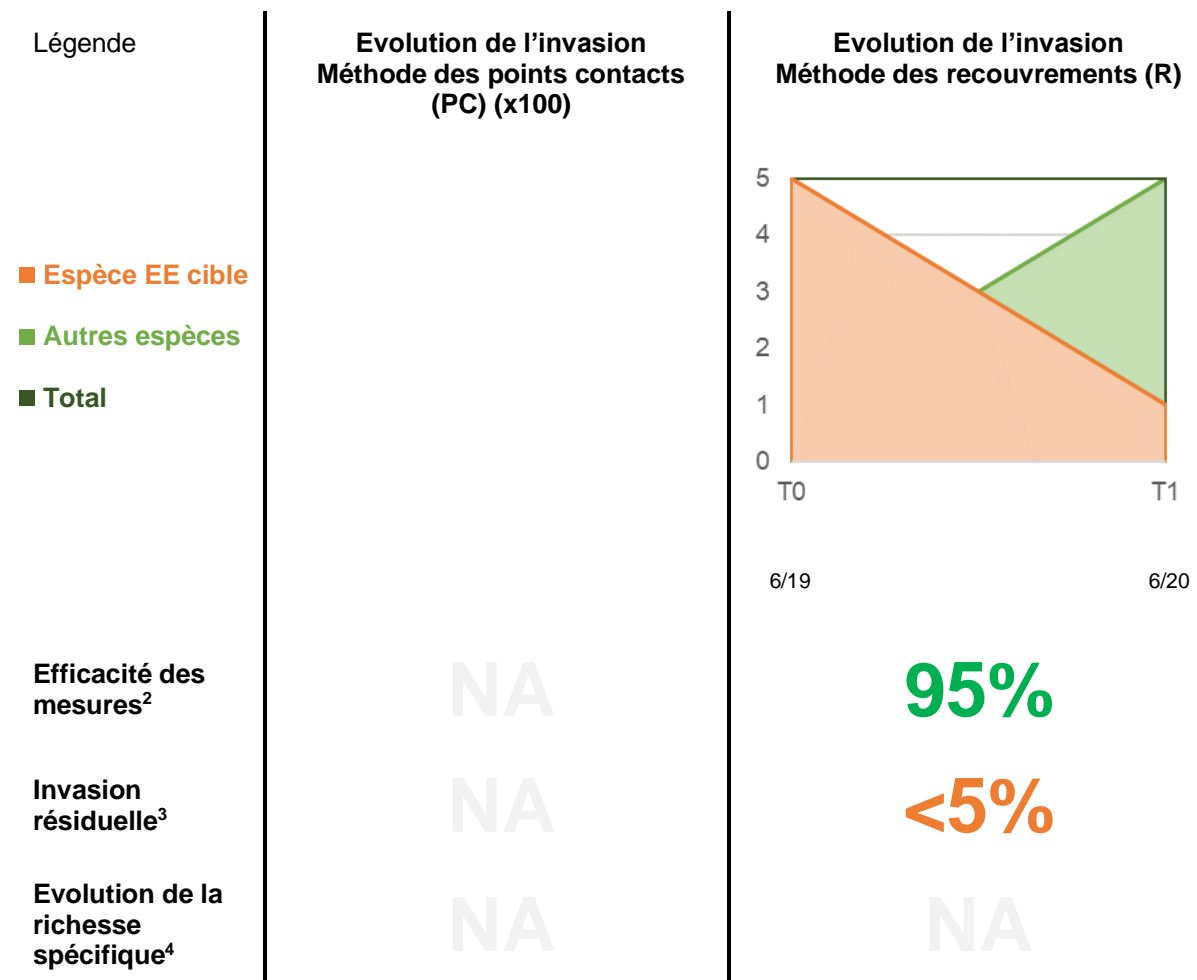 Légende
Evolution de l’invasion
Méthode des points contacts
(PC) (x100)
Evolution de l’invasion
Méthode des recouvrements (R)
Espèce EE cible
Autres espèces
Total
5
4
3
2
1
0
T0
T1
6/19
6/20
Efficacité des
mesures²
NA
95%
Invasion
résiduelle³
NA
<5%
Evolution de la
richesse
spécifique⁴
NA
NA